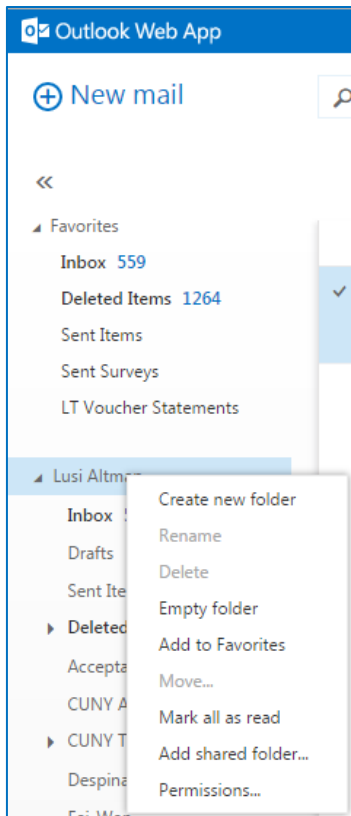 Outlook Web App
New mail
Favorites
Inbox 559
Deleted Items 1264
Sent Items
Sent Surveys
LT Voucher Statements
Lusi Altman
Inbox
Drafts
Sent Ite
Deleted
Accepta
CUNY A
CUNY T
Despina
Create new folder
Rename
Delete
Empty folder
Add to Favorites
Move...
Mark all as read
Add shared folder...
Permissions...